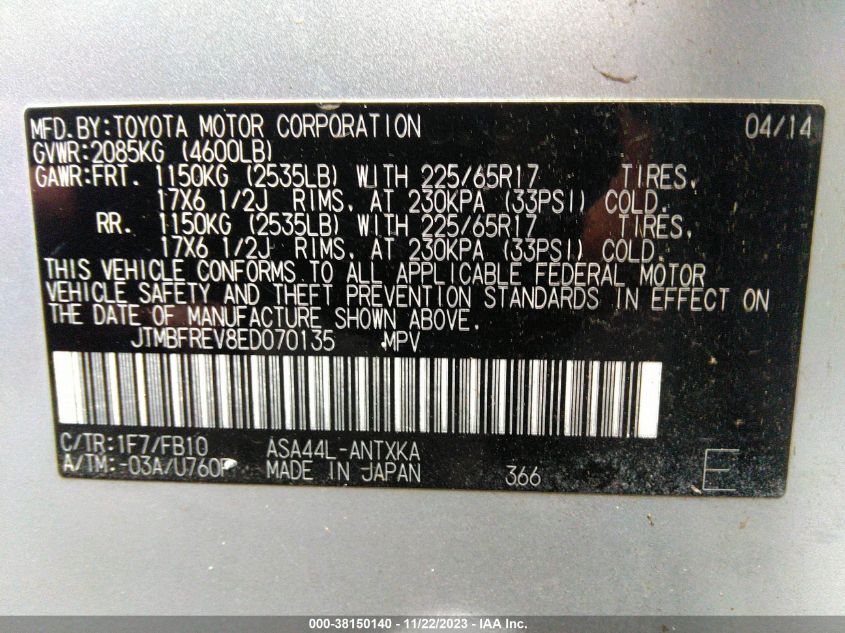 MFD.BY:TOYOTA MOTOR CORPORATION 04/14
GVWR:2085KG (4600LB)
GAWR:FRT. 1150KG (2535LB) WITH 225/65R17 TIRES,
17X6 1/2J RIMS, AT 230KPA (33PSI) COLD.
RR. 1150KG (2535LB) WITH 225/65R17 TIRES,
17X6 1/2J RIMS, AT 230KPA (33PSI) COLD.
THIS VEHICLE CONFORMS TO ALL APPLICABLE FEDERAL MOTOR
VEHICLE SAFETY AND THEFT PREVENTION STANDARDS IN EFFECT ON
THE DATE OF MANUFACTURE SHOWN ABOVE.
JTMBFREV8ED070135 MPV
C/TR:1F7/FB10 ASA44L-ANTXKA
A/TM:-03A/U760F MADE IN JAPAN 366 E
000-38150140 - 11/22/2023 - IAA Inc.